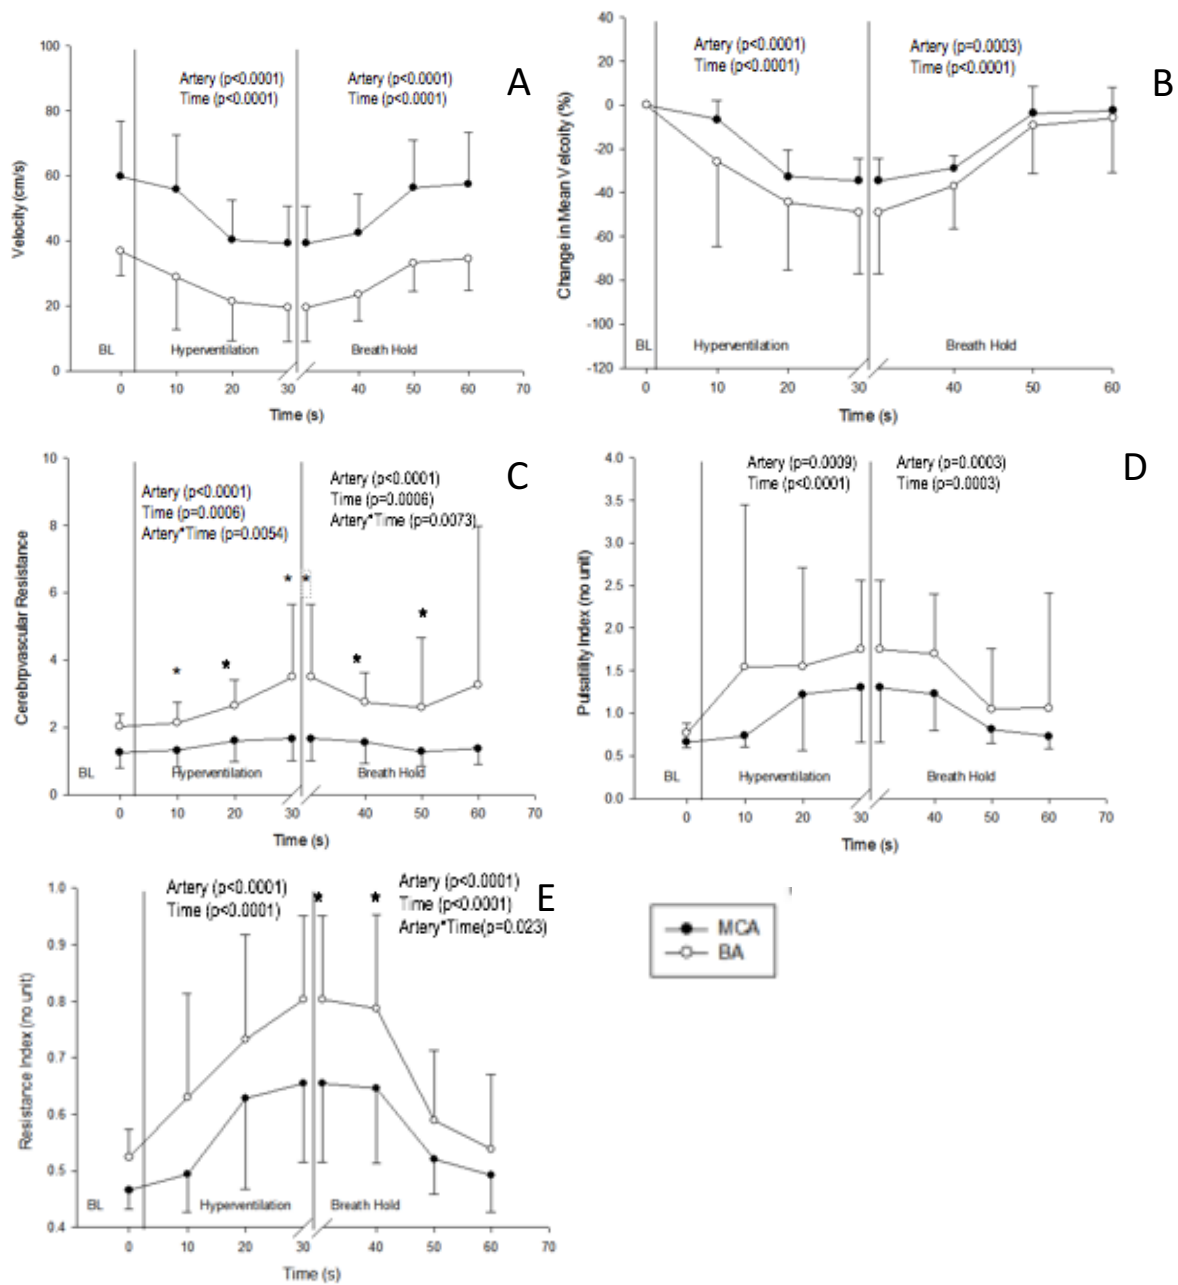 100
80
60
40
20
0
Velocity (cm/s)
Artery (p<0.0001)
Time (p<0.0001)
Artery (p<0.0001)
Time (p<0.0001)
A
BL
Hyperventilation
Breath Hold
0 10 20 30 40 50 60 70
Time (s)
40
20
0
-20
-40
-60
-80
-100
-120
Change in Mean Velcoity (%)
Artery (p<0.0001)
Time (p<0.0001)
Artery (p=0.0003)
Time (p<0.0001)
B
BL
Hyperventilation
Breath Hold
0 10 20 30 40 50 60
Time (s)
10
8
6
4
2
0
Cerebrpvascular Resistance
Artery (p<0.0001)
Time (p=0.0006)
Artery*Time (p=0.0054)
Artery (p<0.0001)
Time (p=0.0006)
Artery*Time (p=0.0073)
C
* * * * * *
BL
Hyperventilation
Breath Hold
0 10 20 30 40 50 60 70
Time (s)
4.0
3.5
3.0
2.5
2.0
1.5
1.0
0.5
0.0
Pulsatility Index (no unit)
Artery (p=0.0009)
Time (p<0.0001)
Artery (p=0.0003)
Time (p=0.0003)
D
BL
Hyperventilation
Breath Hold
0 10 20 30 40 50 60 70
Time (s)
1.0
0.9
0.8
0.7
0.6
0.5
0.4
Resistance Index (no unit)
Artery (p<0.0001)
Time (p<0.0001)
* *
Artery (p<0.0001)
Time (p<0.0001)
Artery*Time(p=0.023)
E
BL
Hyperventilation
Breath Hold
0 10 20 30 40 50 60 70
Time (s)
MCA
BA